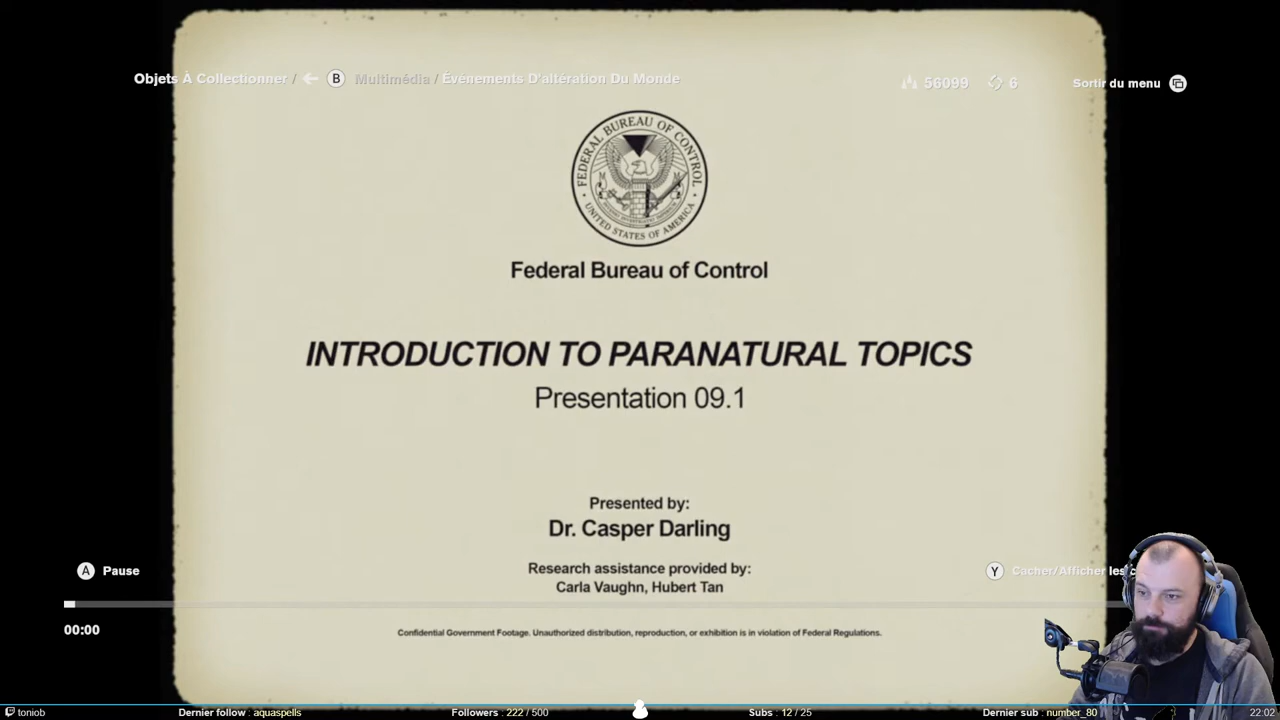 Objets À Collectionner / B Multimédia / Événements D'altération Du Monde
56099 6 Sortir du menu
FEDERAL BUREAU OF CONTROL
UNITED STATES OF AMERICA
Federal Bureau of Control
INTRODUCTION TO PARANATURAL TOPICS
Presentation 09.1
Presented by:
Dr. Casper Darling
Research assistance provided by:
Carla Vaughn, Hubert Tan
A Pause
Y Cacher/Afficher les
00:00
Confidential Government Footage. Unauthorized distribution, reproduction, or exhibition is in violation of Federal Regulations.
toniob Dernier follow : aquaspells Followers : 222 / 500 Subs : 12 / 25 Dernier sub : number_80 22:02